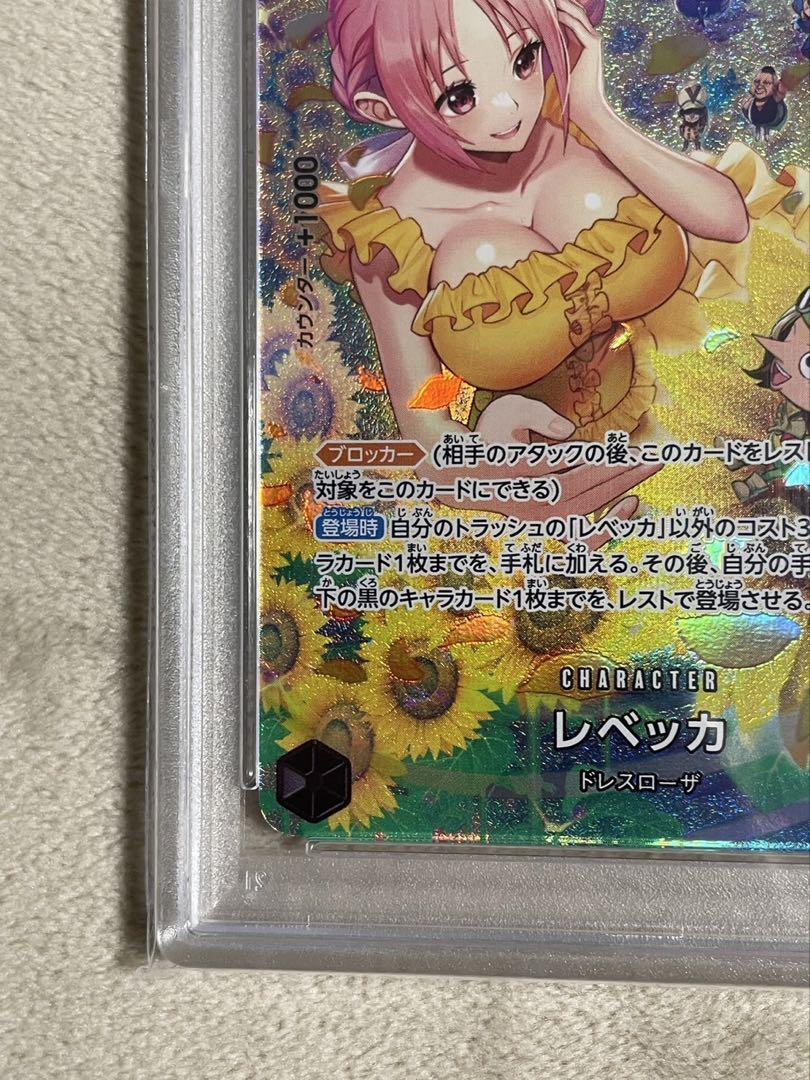 カウンター +1000
ブロッカー (相手のアタックの後、このカードをレスト
対象をこのカードにできる)
登場時 自分のトラッシュの「レベッカ」以外のコスト3
ラカード1枚までを、手札に加える。その後、自分の手
下の黒のキャラカード1枚までを、レストで登場させる。
CHARACTER
レベッカ
ドレスローザ